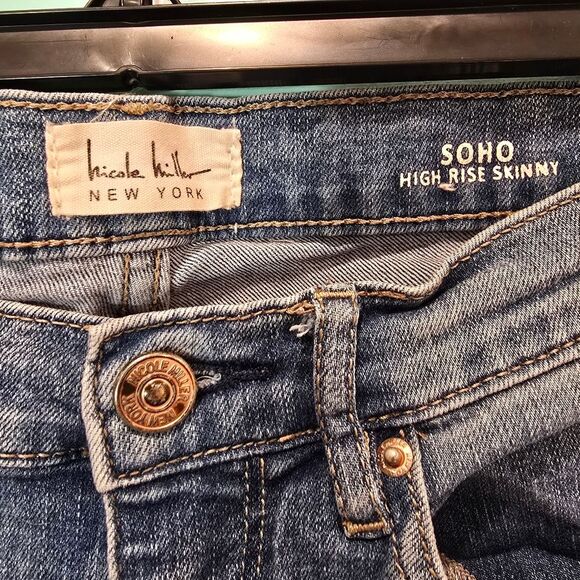 Nicole Miller
NEW YORK
SOHO
HIGH RISE SKINNY
NICOLE MILLER
NEW YORK